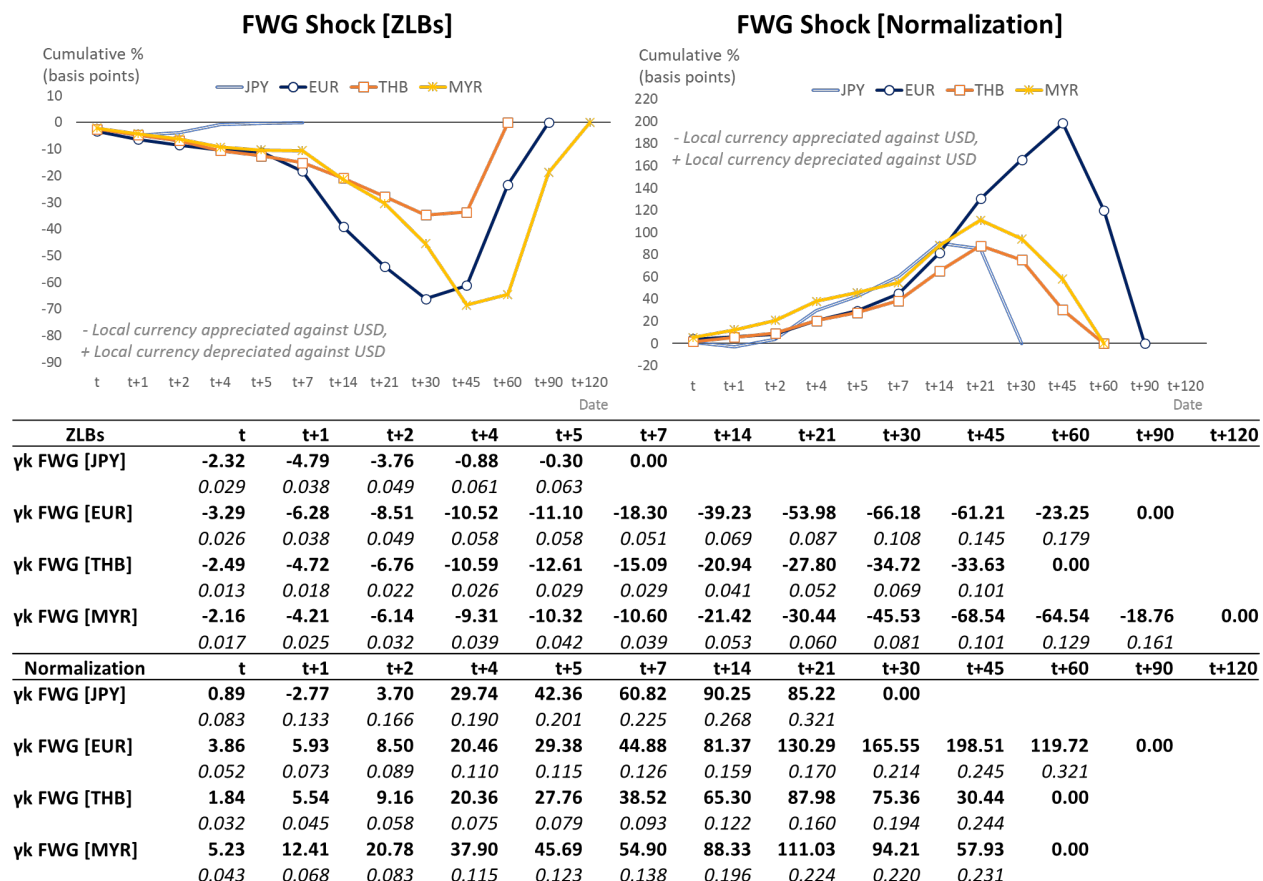 FWG Shock [ZLBs]
Cumulative %
(basis points)
JPY EUR THB MYR
10
0
-10
-20
-30
-40
-50
-60
-70
-80
-90
- Local currency appreciated against USD,
+ Local currency depreciated against USD
t t+1 t+2 t+4 t+5 t+7 t+14 t+21 t+30 t+45 t+60 t+90 t+120
Date
FWG Shock [Normalization]
Cumulative %
(basis points)
JPY EUR THB MYR
220
200
180
160
140
120
100
80
60
40
20
0
-20
- Local currency appreciated against USD,
+ Local currency depreciated against USD
t t+1 t+2 t+4 t+5 t+7 t+14 t+21 t+30 t+45 t+60 t+90 t+120
Date
ZLBs t t+1 t+2 t+4 t+5 t+7 t+14 t+21 t+30 t+45 t+60 t+90 t+120
γk FWG [JPY] -2.32 -4.79 -3.76 -0.88 -0.30 0.00
0.029 0.038 0.049 0.061 0.063
γk FWG [EUR] -3.29 -6.28 -8.51 -10.52 -11.10 -18.30 -39.23 -53.98 -66.18 -61.21 -23.25 0.00
0.026 0.038 0.049 0.058 0.058 0.051 0.069 0.087 0.108 0.145 0.179
γk FWG [THB] -2.49 -4.72 -6.76 -10.59 -12.61 -15.09 -20.94 -27.80 -34.72 -33.63 0.00
0.013 0.018 0.022 0.026 0.029 0.029 0.041 0.052 0.069 0.101
γk FWG [MYR] -2.16 -4.21 -6.14 -9.31 -10.32 -10.60 -21.42 -30.44 -45.53 -68.54 -64.54 -18.76 0.00
0.017 0.025 0.032 0.039 0.042 0.039 0.053 0.060 0.081 0.101 0.129 0.161
Normalization t t+1 t+2 t+4 t+5 t+7 t+14 t+21 t+30 t+45 t+60 t+90 t+120
γk FWG [JPY] 0.89 -2.77 3.70 29.74 42.36 60.82 90.25 85.22 0.00
0.083 0.133 0.166 0.190 0.201 0.225 0.268 0.321
γk FWG [EUR] 3.86 5.93 8.50 20.46 29.38 44.88 81.37 130.29 165.55 198.51 119.72 0.00
0.052 0.073 0.089 0.110 0.115 0.126 0.159 0.170 0.214 0.245 0.321
γk FWG [THB] 1.84 5.54 9.16 20.36 27.76 38.52 65.30 87.98 75.36 30.44 0.00
0.032 0.045 0.058 0.075 0.079 0.093 0.122 0.160 0.194 0.244
γk FWG [MYR] 5.23 12.41 20.78 37.90 45.69 54.90 88.33 111.03 94.21 57.93 0.00
0.043 0.068 0.083 0.115 0.123 0.138 0.196 0.224 0.220 0.231